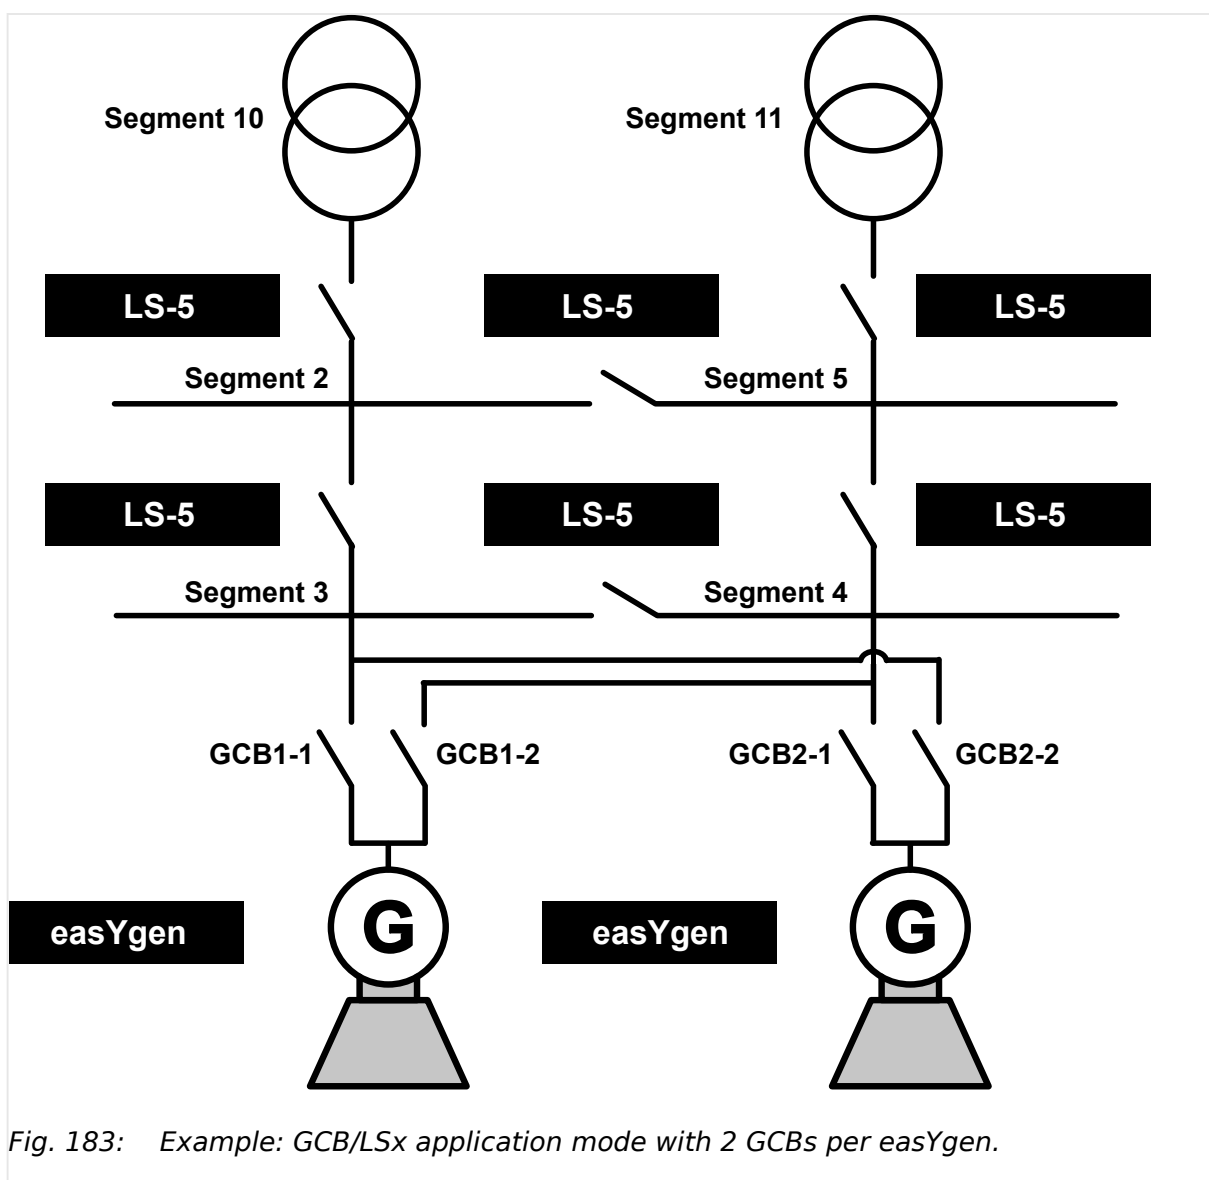 Segment 10
Segment 11
LS-5
LS-5
LS-5
Segment 2
Segment 5
LS-5
LS-5
LS-5
Segment 3
Segment 4
GCB1-1
GCB1-2
GCB2-1
GCB2-2
easYgen
G
easYgen
G
Fig. 183: Example: GCB/LSx application mode with 2 GCBs per easYgen.